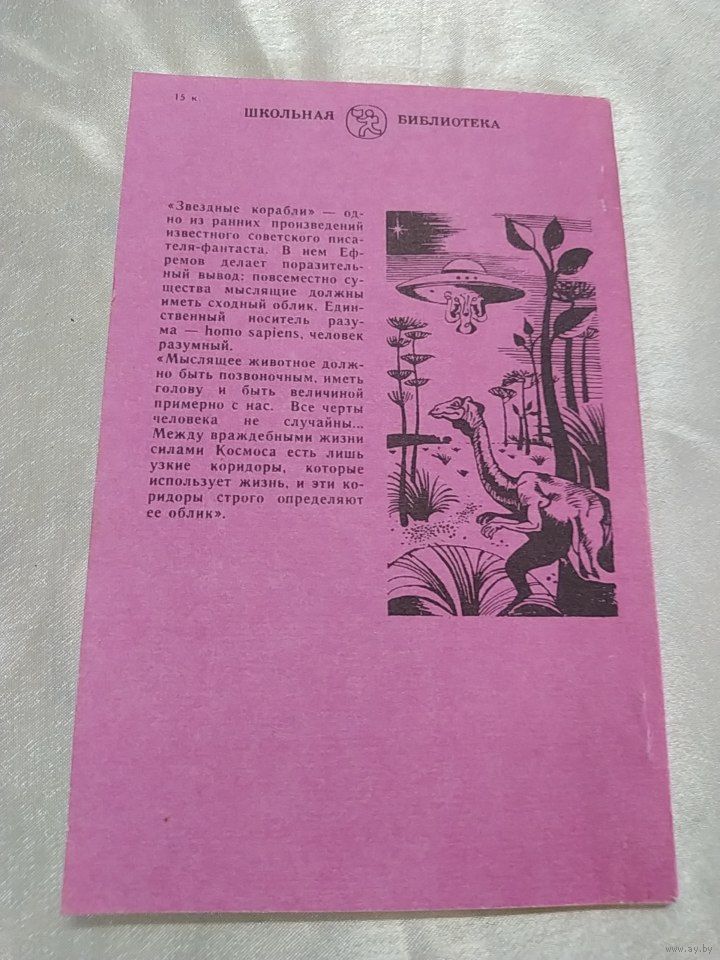 15 к.
ШКОЛЬНАЯ БИБЛИОТЕКА
«Звездные корабли» — од-
но из ранних произведений
известного советского писа-
теля-фантаста. В нем Еф-
ремов делает поразитель-
ный вывод: повсеместно су-
щества мыслящие должны
иметь сходный облик. Един-
ственный носитель разу-
ма — homo sapiens, человек
разумный.
«Мыслящее животное долж-
но быть позвоночным, иметь
голову и быть величиной
примерно с нас. Все черты
человека не случайны...
Между враждебными жизни
силами Космоса есть лишь
узкие коридоры, которые
использует жизнь, и эти ко-
ридоры строго определяют
ее облик».
www.ay.by